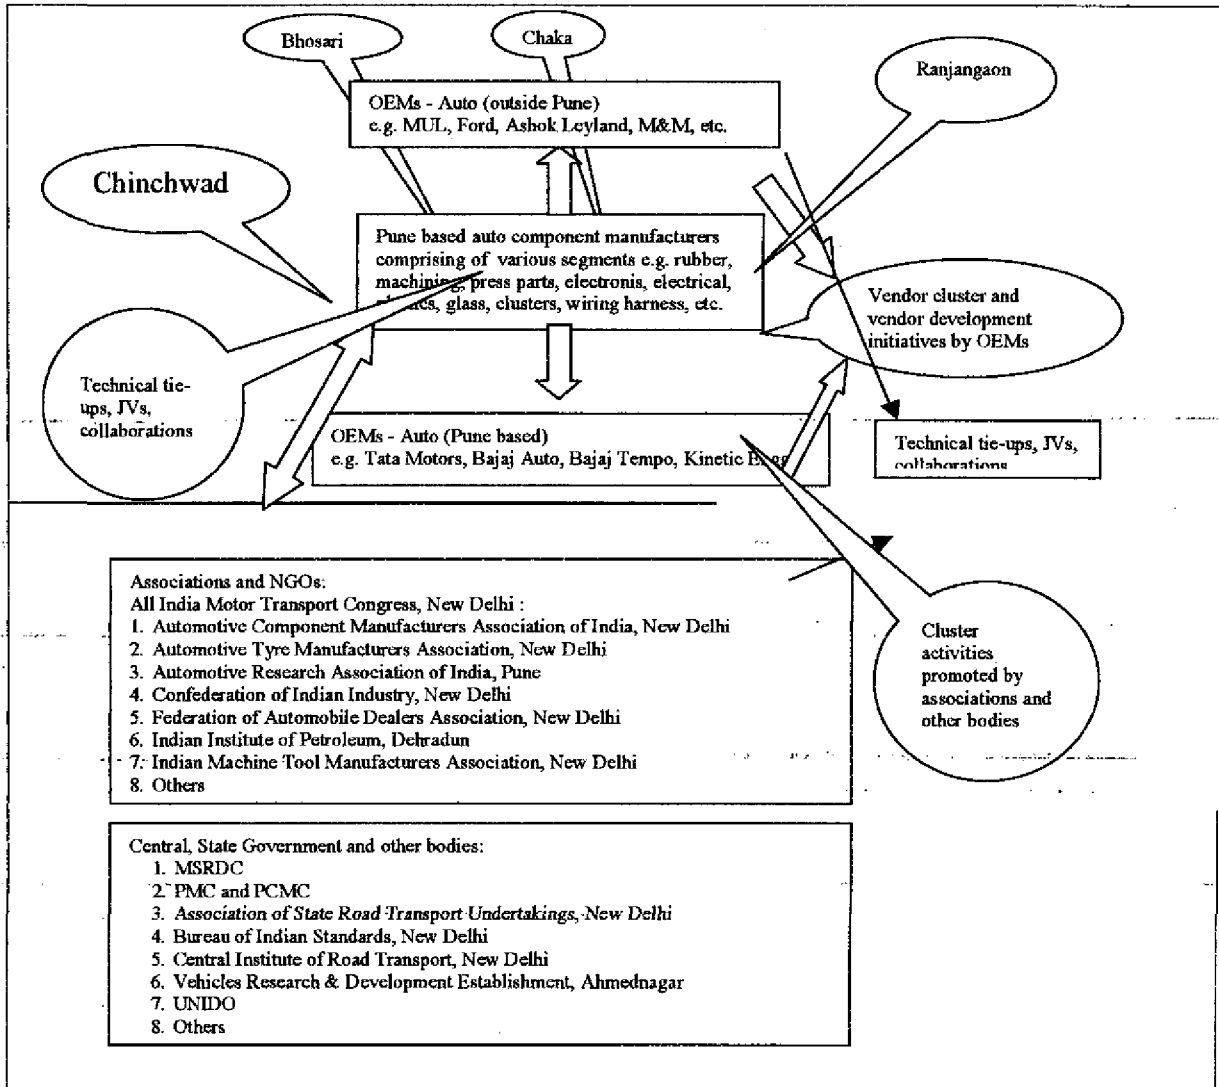 Bhosari
Chaka
Ranjangaon
OEMs - Auto (outside Pune)
e.g. MUL, Ford, Ashok Leyland, M&M, etc.
Chinchwad
Pune based auto component manufacturers
comprising of various segments e.g. rubber,
machining, press parts, electronis, electrical,
glass, clusters, wiring harness, etc.
Vendor cluster and
vendor development
initiatives by OEMs
Technical tie-
ups, JVs,
collaborations
OEMs - Auto (Pune based)
e.g. Tata Motors, Bajaj Auto, Bajaj Tempo, Kinetic
Technical tie-ups, JVs,
collaborations
Associations and NGOs:
All India Motor Transport Congress, New Delhi :
1. Automotive Component Manufacturers Association of India, New Delhi
2. Automotive Tyre Manufacturers Association, New Delhi
3. Automotive Research Association of India, Pune
4. Confederation of Indian Industry, New Delhi
5. Federation of Automobile Dealers Association, New Delhi
6. Indian Institute of Petroleum, Dehradun
7. Indian Machine Tool Manufacturers Association, New Delhi
8. Others
Cluster
activities
promoted by
associations and
other bodies
Central, State Government and other bodies:
1. MSRDC
2. PMC and PCMC
3. Association of State Road Transport Undertakings, New Delhi
4. Bureau of Indian Standards, New Delhi
5. Central Institute of Road Transport, New Delhi
6. Vehicles Research & Development Establishment, Ahmednagar
7. UNIDO
8. Others